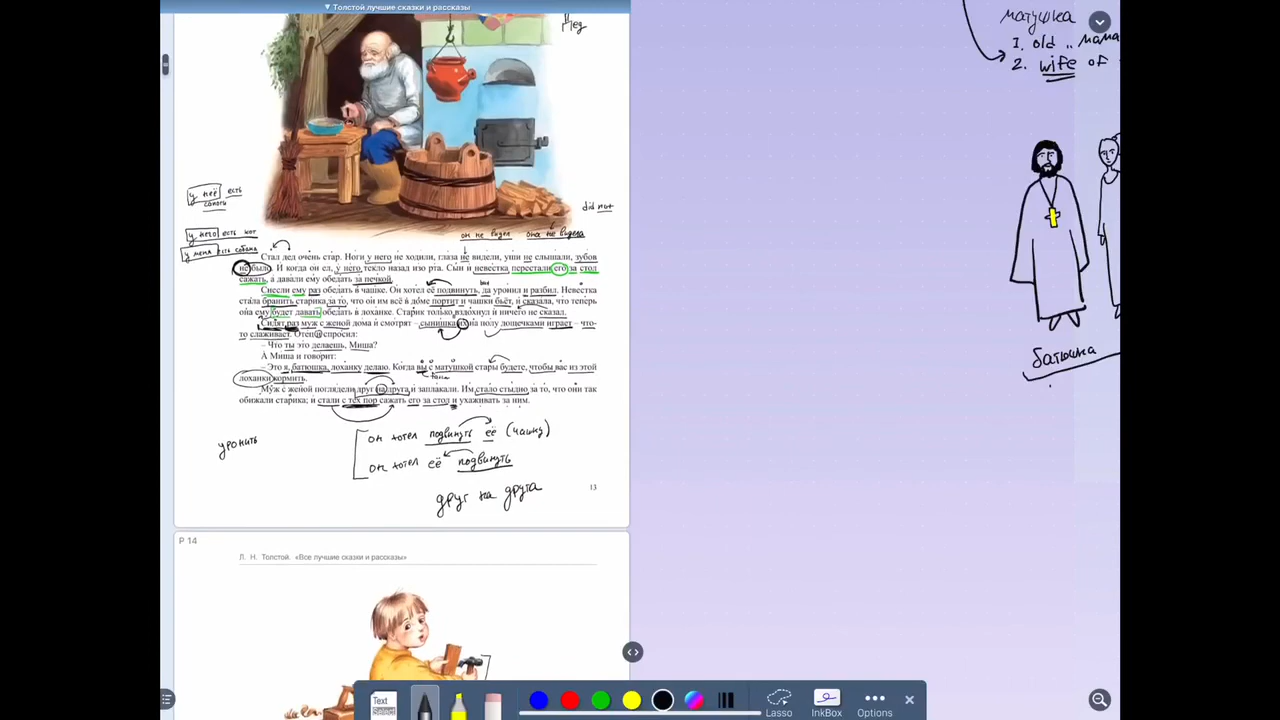 ▼ Толстой лучшие сказки и рассказы
Дед
матушка
1. old „ мама
2. wife of
у неё есть
сапоги
did not
у него есть кот
он не видел она не видела
у меня есть собака
Стал дед очень стар. Ноги у него не ходили, глаза не видели, уши не слышали, зубов
не было. И когда он ел, у него текло назад изо рта. Сын и невестка перестали его за стол
сажать, а давали ему обедать за печкой.
Снесли ему раз обедать в чашке. Он хотел её подвинуть, да уронил и разбил. Невестка
стала бранить старика за то, что он им всё в доме портит и чашки бьёт, и сказала, что теперь
она ему будет давать обедать в лоханке. Старик только вздохнул и ничего не сказал.
Сидят раз муж с женой дома и смотрят – сынишка их на полу дощечками играет – что-
то слаживает. Отец и спросил:
– Что ты это делаешь, Миша?
А Миша и говорит:
– Это я, батюшка, лоханку делаю. Когда вы с матушкой стары будете, чтобы вас из этой
лоханки кормить.
Муж с женой поглядели друг на друга и заплакали. Им стало стыдно за то, что они так
обижали старика; и стали с тех пор сажать его за стол и ухаживать за ним.
батюшка
уронить
он хотел подвинуть её (чашку)
он хотел её подвинуть
друг на друга
13
P 14
Л. Н. Толстой. «Все лучшие сказки и рассказы»
Text
Select
Lasso
InkBox
Options